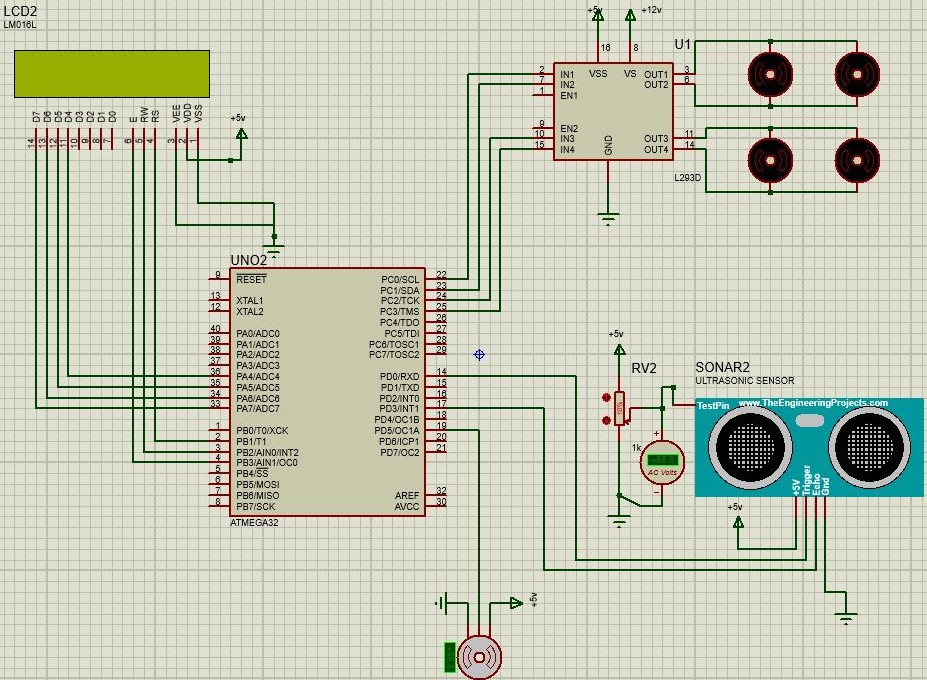 LCD2
LM016L
D7 D6 D5 D4 D3 D2 D1 D0 E RW RS VEE VDD VSS
14 13 12 11 10 9 8 7 6 5 4 3 2 1
+5v
+5v
+12v
U1
16 8
VSS VS
2 IN1 OUT1 3
7 IN2 OUT2 6
1 EN1
9 EN2
10 IN3 OUT3 11
15 IN4 OUT4 14
GND
L293D
UNO2
9 RESET
13 XTAL1
12 XTAL2
40 PA0/ADC0
39 PA1/ADC1
38 PA2/ADC2
37 PA3/ADC3
36 PA4/ADC4
35 PA5/ADC5
34 PA6/ADC6
33 PA7/ADC7
1 PB0/T0/XCK
2 PB1/T1
3 PB2/AIN0/INT2
4 PB3/AIN1/OC0
5 PB4/SS
6 PB5/MOSI
7 PB6/MISO
8 PB7/SCK
PC0/SCL 22
PC1/SDA 23
PC2/TCK 24
PC3/TMS 25
PC4/TDO 26
PC5/TDI 27
PC6/TOSC1 28
PC7/TOSC2 29
PD0/RXD 14
PD1/TXD 15
PD2/INT0 16
PD3/INT1 17
PD4/OC1B 18
PD5/OC1A 19
PD6/ICP1 20
PD7/OC2 21
AREF 32
AVCC 30
ATMEGA32
+5v
RV2
1k
+
AC Volts
SONAR2
ULTRASONIC SENSOR
TestPin www.TheEngineeringProjects.com
+5V
Trigger
Echo
Gnd
+5v
+5v